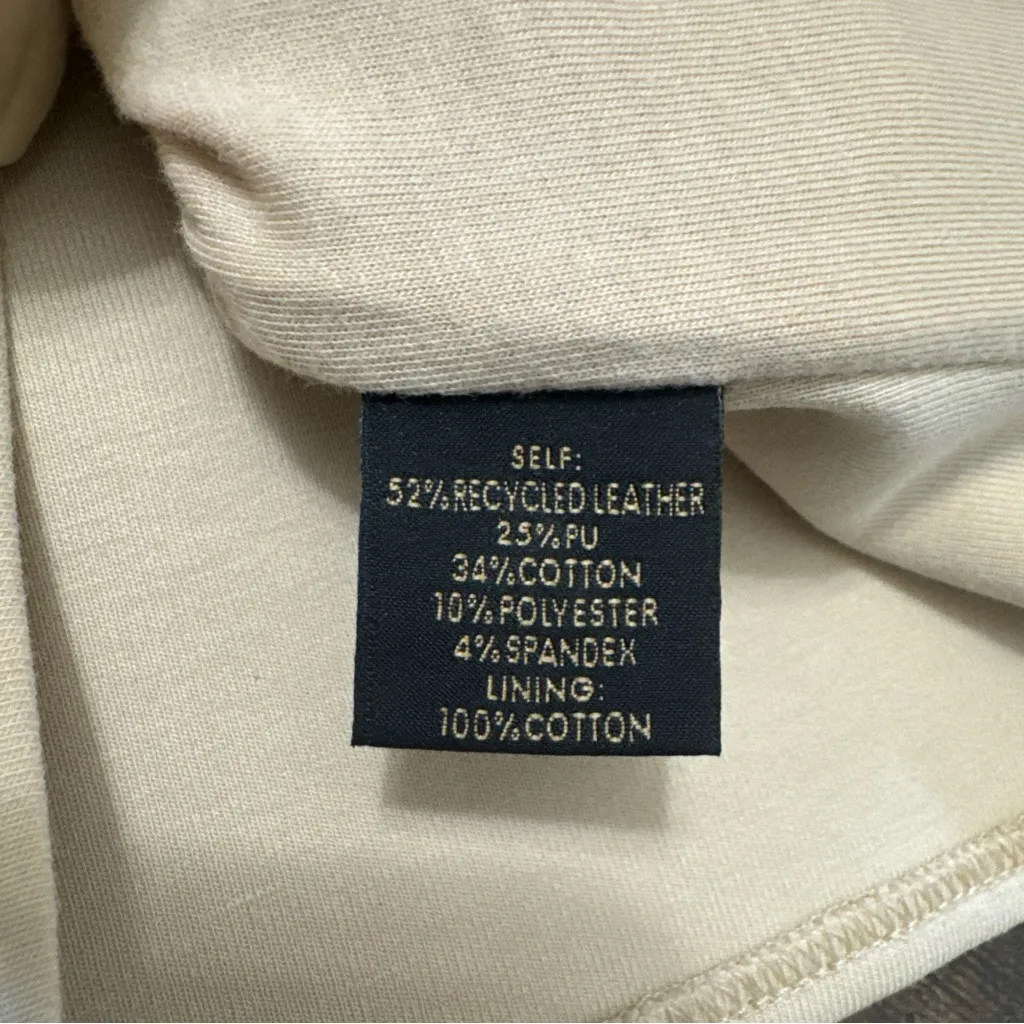 SELF:
52% RECYCLED LEATHER
25% PU
34% COTTON
10% POLYESTER
4% SPANDEX
LINING:
100% COTTON